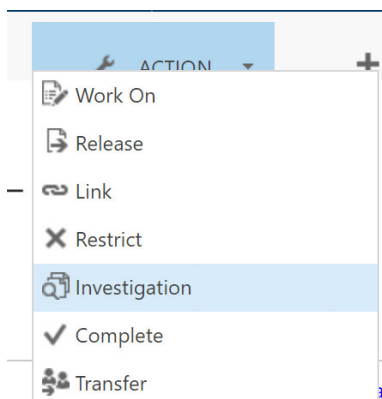 ACTION
Work On
Release
Link
Restrict
Investigation
Complete
Transfer